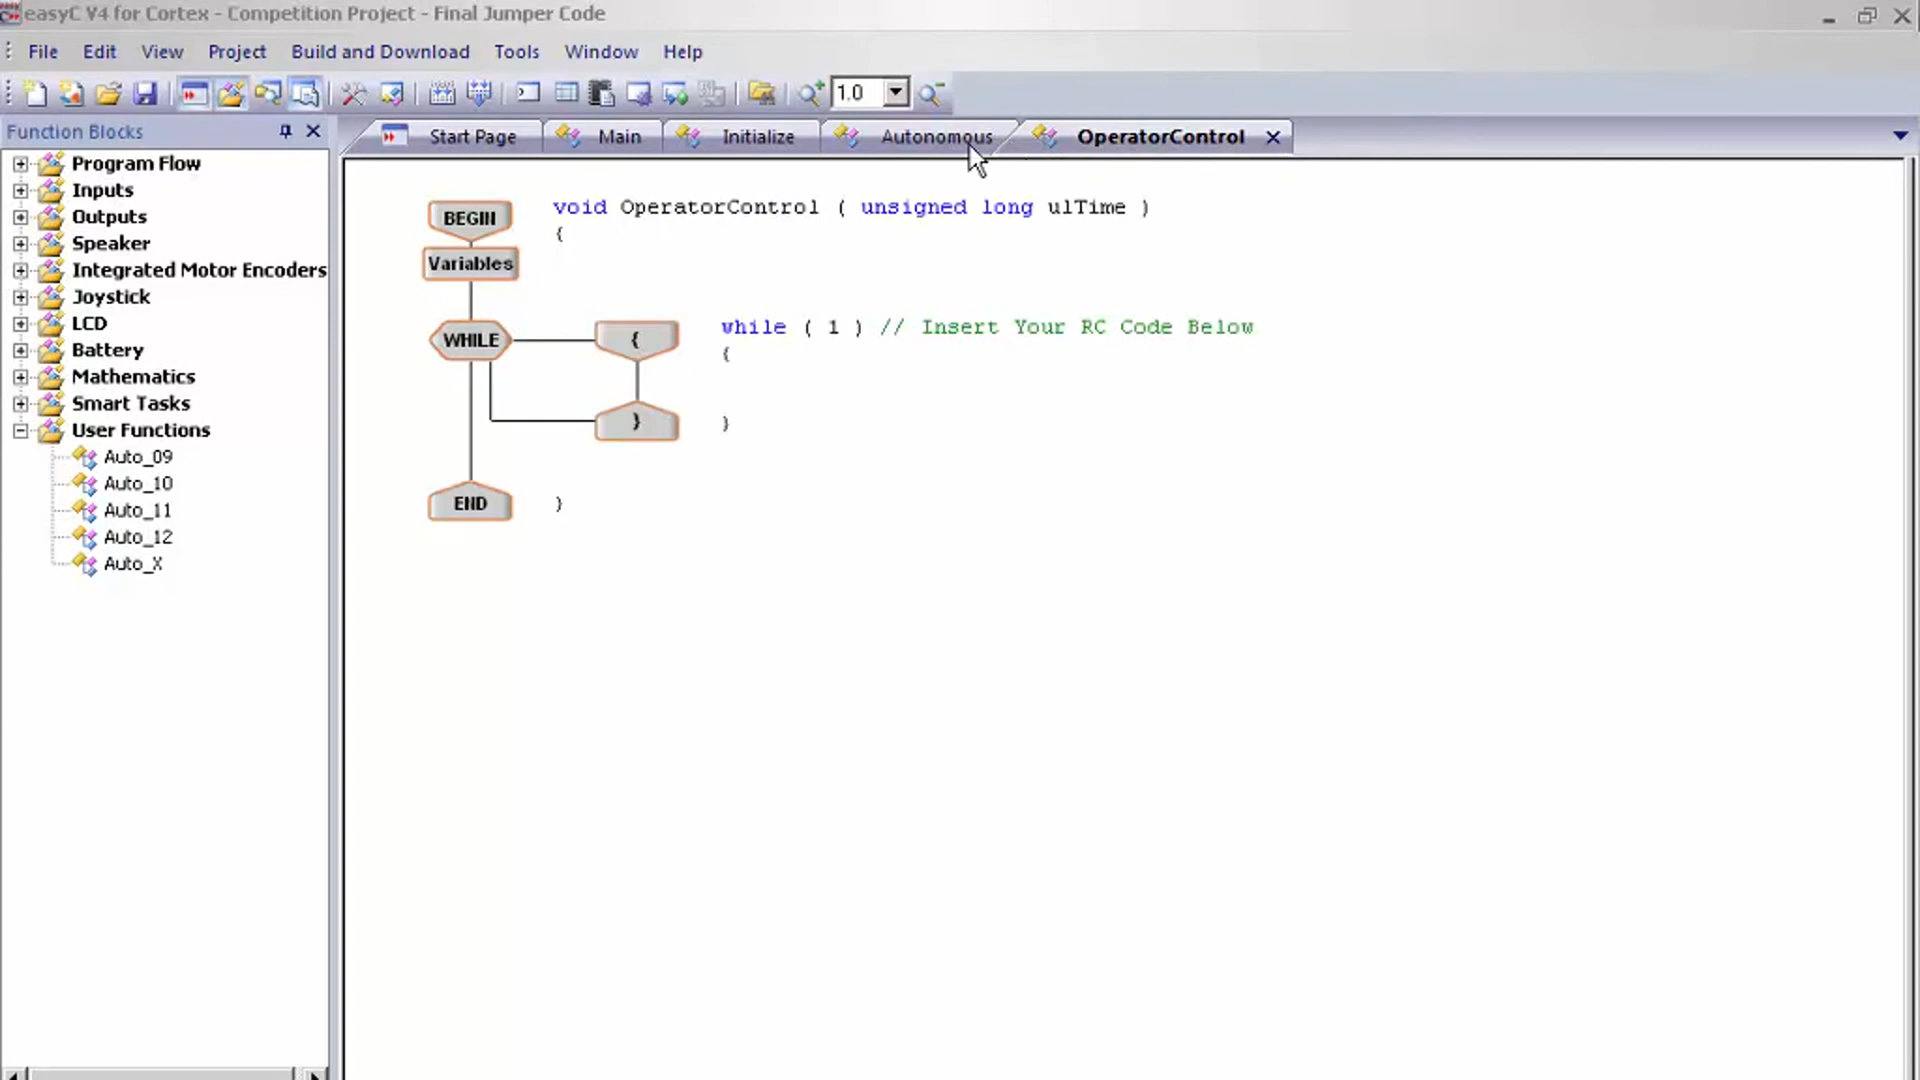 easyC V4 for Cortex - Competition Project - Final Jumper Code
File Edit View Project Build and Download Tools Window Help
1.0
Function Blocks
Start Page Main Initialize Autonomous OperatorControl
Program Flow
Inputs
Outputs
Speaker
Integrated Motor Encoders
Joystick
LCD
Battery
Mathematics
Smart Tasks
User Functions
Auto_09
Auto_10
Auto_11
Auto_12
Auto_X
BEGIN void OperatorControl ( unsigned long ulTime )
{
Variables
WHILE { while ( 1 ) // Insert Your RC Code Below
{
} }
END }